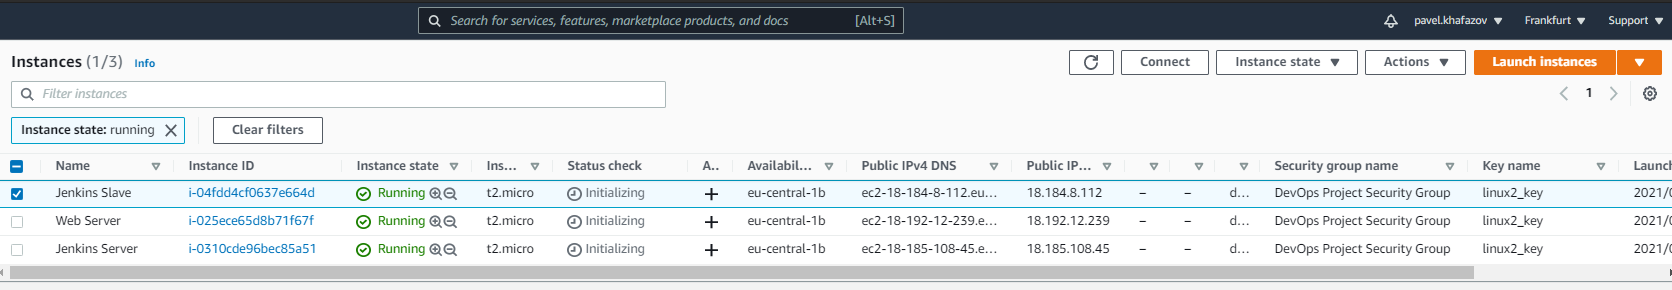 Search for services, features, marketplace products, and docs [Alt+S] pavel.khafazov Frankfurt Support
Instances (1/3) Info Connect Instance state Actions Launch instances
Filter instances 1
Instance state: running Clear filters
Name Instance ID Instance state Ins... Status check A.. Availabil... Public IPv4 DNS Public IP... Security group name Key name Launch
Jenkins Slave i-04fdd4cf0637e664d Running t2.micro Initializing eu-central-1b ec2-18-184-8-112.eu... 18.184.8.112 – – d... DevOps Project Security Group linux2_key 2021/0
Web Server i-025ece65d8b71f67f Running t2.micro Initializing eu-central-1b ec2-18-192-12-239.e... 18.192.12.239 – – d... DevOps Project Security Group linux2_key 2021/0
Jenkins Server i-0310cde96bec85a51 Running t2.micro Initializing eu-central-1b ec2-18-185-108-45.e... 18.185.108.45 – – d... DevOps Project Security Group linux2_key 2021/0